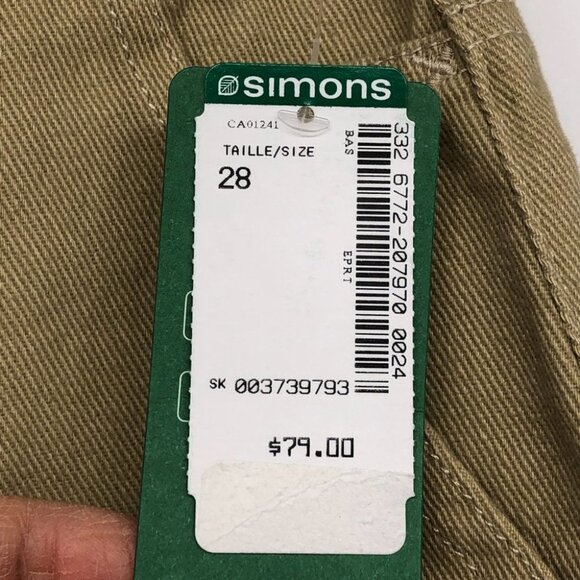 simons
CA01241
TAILLE/SIZE
28
BAS
EPRT
332 6772-207970 0024
SK 003739793
$79.00